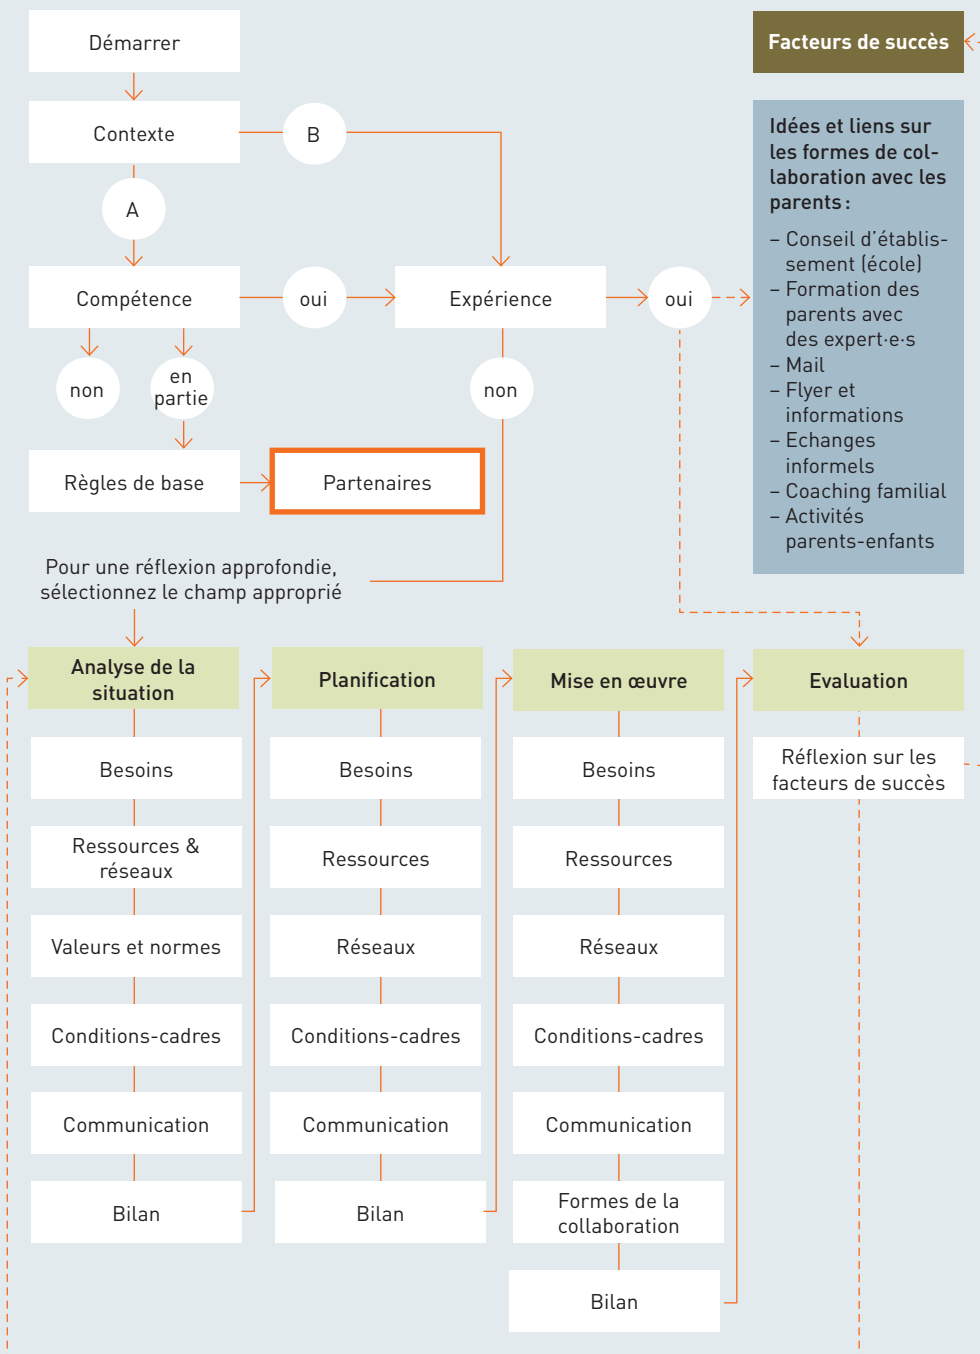 Démarrer
Facteurs de succès
Contexte
B
A
Idées et liens sur
les formes de col-
laboration avec les
parents :
– Conseil d'établis-
sement (école)
– Formation des
parents avec
des expert·e·s
– Mail
– Flyer et
informations
– Echanges
informels
– Coaching familial
– Activités
parents-enfants
Compétence
oui
Expérience
oui
non
en
partie
non
Règles de base
Partenaires
Pour une réflexion approfondie,
sélectionnez le champ approprié
Analyse de la
situation
Besoins
Ressources &
réseaux
Valeurs et normes
Conditions-cadres
Communication
Bilan
Planification
Besoins
Ressources
Réseaux
Conditions-cadres
Communication
Bilan
Mise en œuvre
Besoins
Ressources
Réseaux
Conditions-cadres
Communication
Formes de la
collaboration
Bilan
Evaluation
Réflexion sur les
facteurs de succès